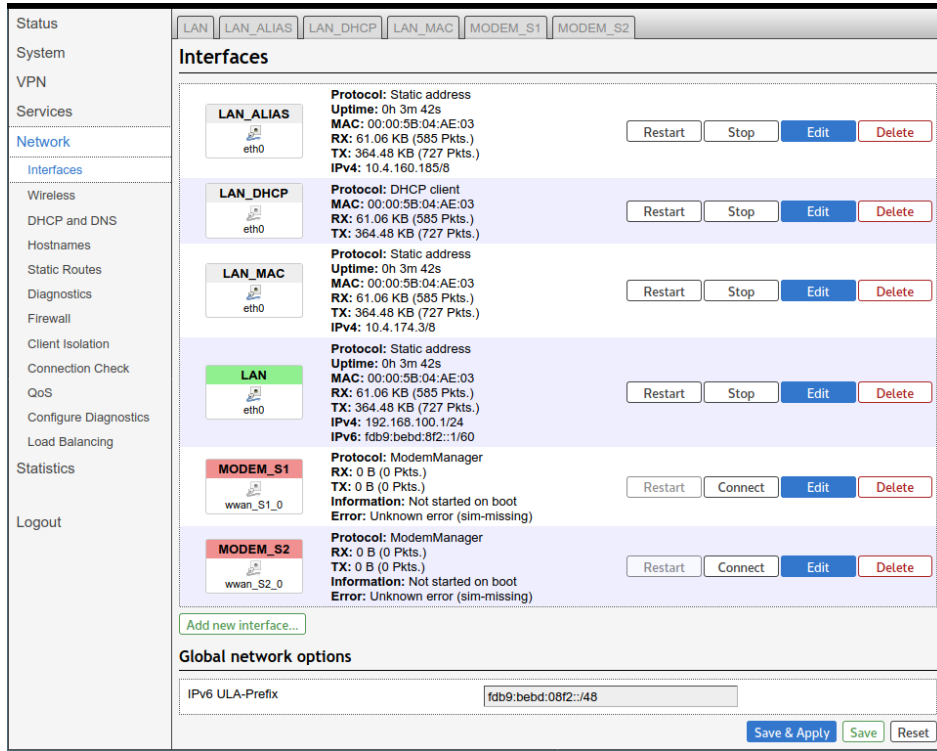 Status
System
VPN
Services
Network
Interfaces
Wireless
DHCP and DNS
Hostnames
Static Routes
Diagnostics
Firewall
Client Isolation
Connection Check
QoS
Configure Diagnostics
Load Balancing
Statistics
Logout
LAN LAN_ALIAS LAN_DHCP LAN_MAC MODEM_S1 MODEM_S2
Interfaces
LAN_ALIAS
eth0
Protocol: Static address
Uptime: 0h 3m 42s
MAC: 00:00:5B:04:AE:03
RX: 61.06 KB (585 Pkts.)
TX: 364.48 KB (727 Pkts.)
IPv4: 10.4.160.185/8
Restart Stop Edit Delete
LAN_DHCP
eth0
Protocol: DHCP client
MAC: 00:00:5B:04:AE:03
RX: 61.06 KB (585 Pkts.)
TX: 364.48 KB (727 Pkts.)
Restart Stop Edit Delete
LAN_MAC
eth0
Protocol: Static address
Uptime: 0h 3m 42s
MAC: 00:00:5B:04:AE:03
RX: 61.06 KB (585 Pkts.)
TX: 364.48 KB (727 Pkts.)
IPv4: 10.4.174.3/8
Restart Stop Edit Delete
LAN
eth0
Protocol: Static address
Uptime: 0h 3m 42s
MAC: 00:00:5B:04:AE:03
RX: 61.06 KB (585 Pkts.)
TX: 364.48 KB (727 Pkts.)
IPv4: 192.168.100.1/24
IPv6: fdb9:bebd:8f2::1/60
Restart Stop Edit Delete
MODEM_S1
wwan_S1_0
Protocol: ModemManager
RX: 0 B (0 Pkts.)
TX: 0 B (0 Pkts.)
Information: Not started on boot
Error: Unknown error (sim-missing)
Restart Connect Edit Delete
MODEM_S2
wwan_S2_0
Protocol: ModemManager
RX: 0 B (0 Pkts.)
TX: 0 B (0 Pkts.)
Information: Not started on boot
Error: Unknown error (sim-missing)
Restart Connect Edit Delete
Add new interface...
Global network options
IPv6 ULA-Prefix fdb9:bebd:08f2::/48
Save & Apply Save Reset